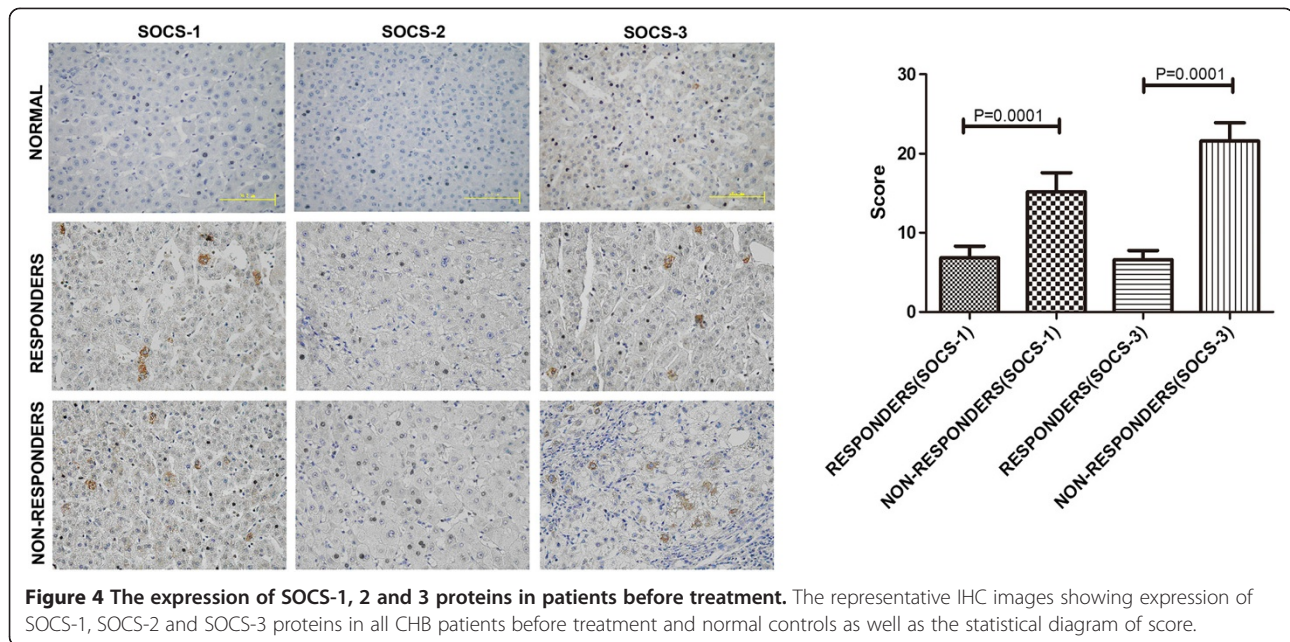 SOCS-1
SOCS-2
SOCS-3
NORMAL
RESPONDERS
NON-RESPONDERS
P=0.0001
P=0.0001
Score
30
20
10
0
RESPONDERS(SOCS-1)
NON-RESPONDERS(SOCS-1)
RESPONDERS(SOCS-3)
NON-RESPONDERS(SOCS-3)
Figure 4 The expression of SOCS-1, 2 and 3 proteins in patients before treatment. The representative IHC images showing expression of
SOCS-1, SOCS-2 and SOCS-3 proteins in all CHB patients before treatment and normal controls as well as the statistical diagram of score.